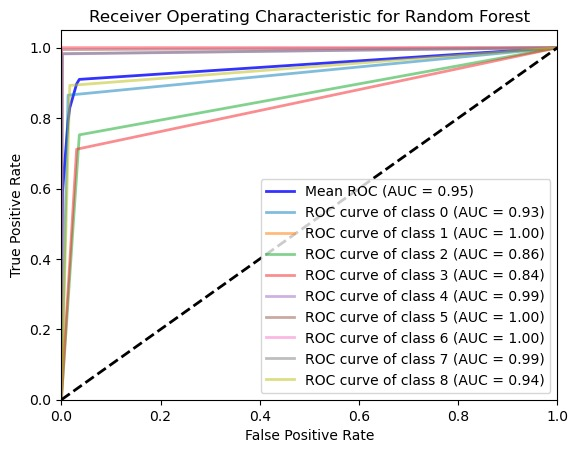 Receiver Operating Characteristic for Random Forest
1.0
0.8
0.6
0.4
0.2
0.0
True Positive Rate
Mean ROC (AUC = 0.95)
ROC curve of class 0 (AUC = 0.93)
ROC curve of class 1 (AUC = 1.00)
ROC curve of class 2 (AUC = 0.86)
ROC curve of class 3 (AUC = 0.84)
ROC curve of class 4 (AUC = 0.99)
ROC curve of class 5 (AUC = 1.00)
ROC curve of class 6 (AUC = 1.00)
ROC curve of class 7 (AUC = 0.99)
ROC curve of class 8 (AUC = 0.94)
0.0 0.2 0.4 0.6 0.8 1.0
False Positive Rate